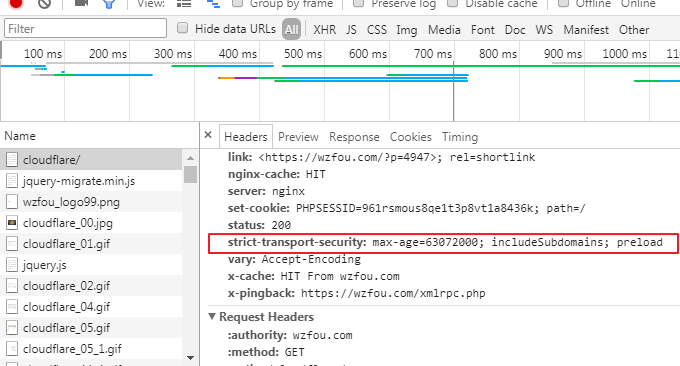 View: Group by frame Preserve log Disable cache Offline Online
Filter Hide data URLs All XHR JS CSS Img Media Font Doc WS Manifest Other
100 ms 200 ms 300 ms 400 ms 500 ms 600 ms 700 ms 800 ms 900 ms 1000 ms
Name
cloudflare/
jquery-migrate.min.js
wzfou_logo99.png
cloudflare_00.jpg
cloudflare_01.gif
jquery.js
cloudflare_02.gif
cloudflare_04.gif
cloudflare_05.gif
cloudflare_05_1.gif
× Headers Preview Response Cookies Timing
link: <https://wzfou.com/?p=4947>; rel=shortlink
nginx-cache: HIT
server: nginx
set-cookie: PHPSESSID=961rsmous8qe1t3p8vt1a8436k; path=/
status: 200
strict-transport-security: max-age=63072000; includeSubdomains; preload
vary: Accept-Encoding
x-cache: HIT From wzfou.com
x-pingback: https://wzfou.com/xmlrpc.php
Request Headers
:authority: wzfou.com
:method: GET